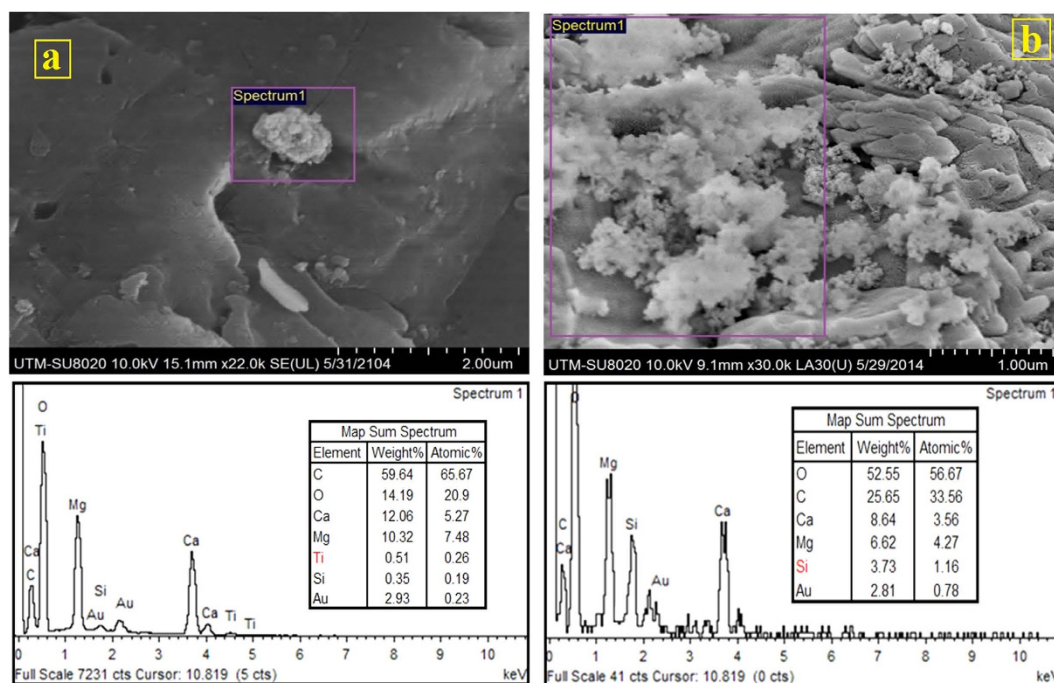 a
Spectrum1
UTM-SU8020 10.0kV 15.1mm x22.0k SE(UL) 5/31/2104
2.00um
Spectrum1
b
UTM-SU8020 10.0kV 9.1mm x30.0k LA30(U) 5/29/2014
1.00um
Spectrum 1
O
Ti
Mg
Ca
Ca
C
Si
Au
Au
Ca
Ti
Ti
Map Sum Spectrum
Element Weight% Atomic%
C 59.64 65.67
O 14.19 20.9
Ca 12.06 5.27
Mg 10.32 7.48
Ti 0.51 0.26
Si 0.35 0.19
Au 2.93 0.23
0 1 2 3 4 5 6 7 8 9 10
Full Scale 7231 cts Cursor: 10.819 (5 cts)
keV
Spectrum 1
O
Mg
C
Ca
Si
Au
Ca
Map Sum Spectrum
Element Weight% Atomic%
O 52.55 56.67
C 25.65 33.56
Ca 8.64 3.56
Mg 6.62 4.27
Si 3.73 1.16
Au 2.81 0.78
0 1 2 3 4 5 6 7 8 9 10
Full Scale 41 cts Cursor: 10.819 (0 cts)
keV